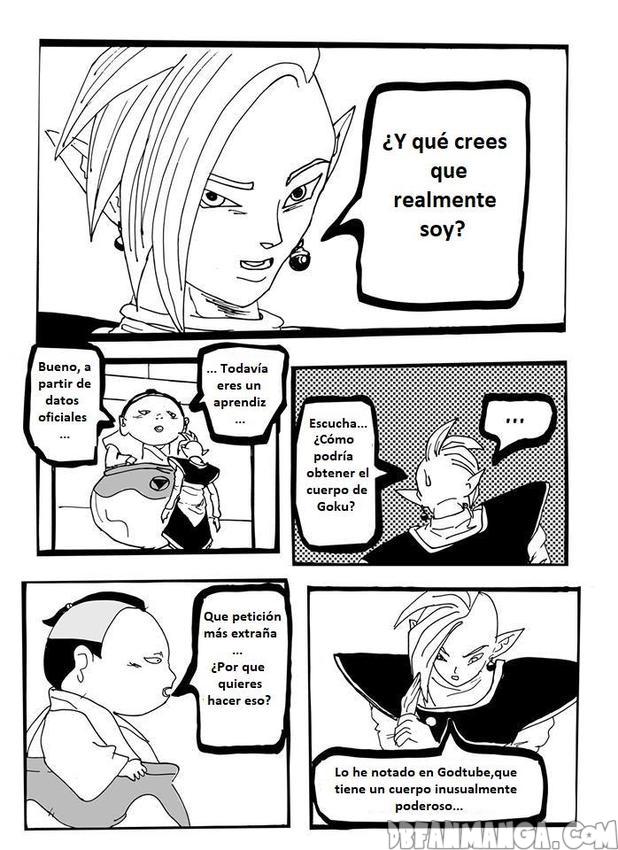 ¿Y qué crees
que
realmente
soy?
Bueno, a
partir de
datos
oficiales
...
... Todavía
eres un
aprendiz
...
Escucha...
¿Cómo
podría
obtener el
cuerpo de
Goku?
...
Que petición
más extraña
...
¿Por que
quieres
hacer eso?
Lo he notado en Godtube,que
tiene un cuerpo inusualmente
poderoso...
DBFANMANGA.COM